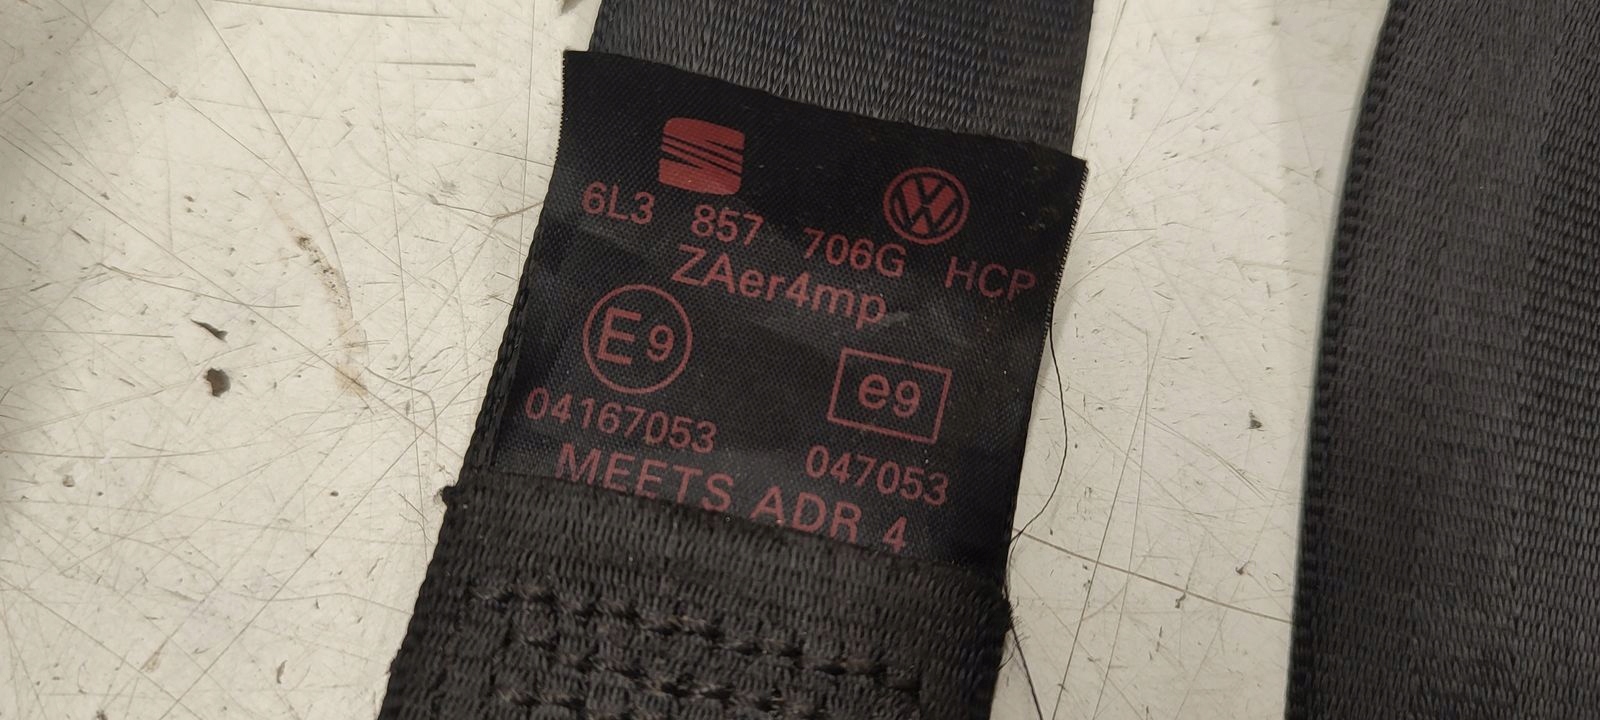 6L3 857 706G HCP
ZAer4mp
E9
e9
04167053
047053
MEETS ADR 4